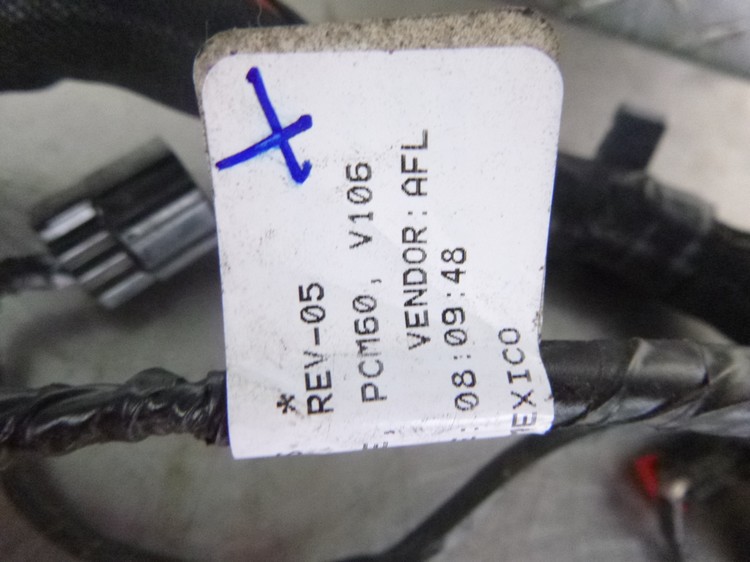 *
REV-05
PCM60, V106
VENDOR:AFL
08:09:48
EXICO